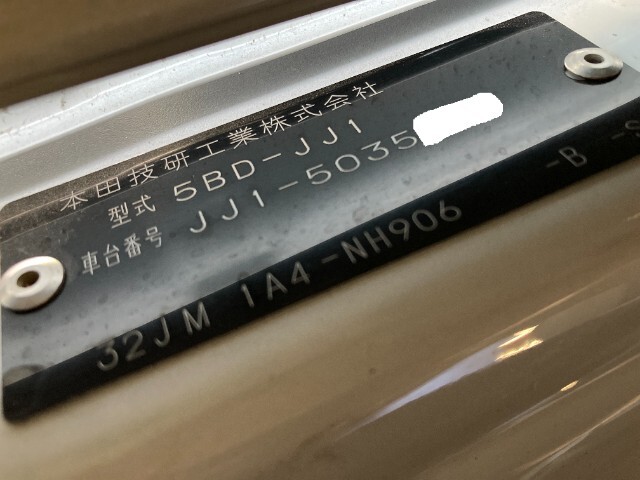 本田技研工業株式会社
型式 5BD-JJ1
車台番号 JJ1-5035
32JM 1A4-NH906 -B -S